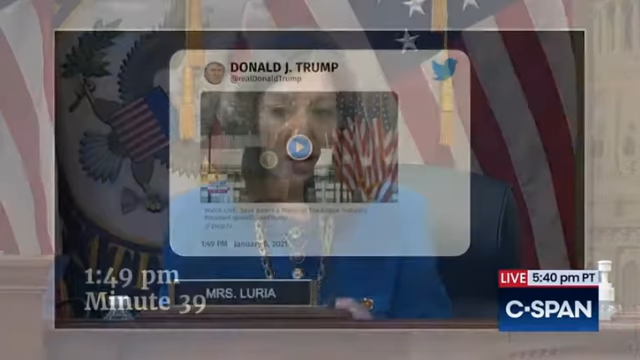 DONALD J. TRUMP
@realDonaldTrump
1:49 PM January 6, 2021
1:49 pm
Minute 39
MRS. LURIA
LIVE 5:40 pm PT
C-SPAN